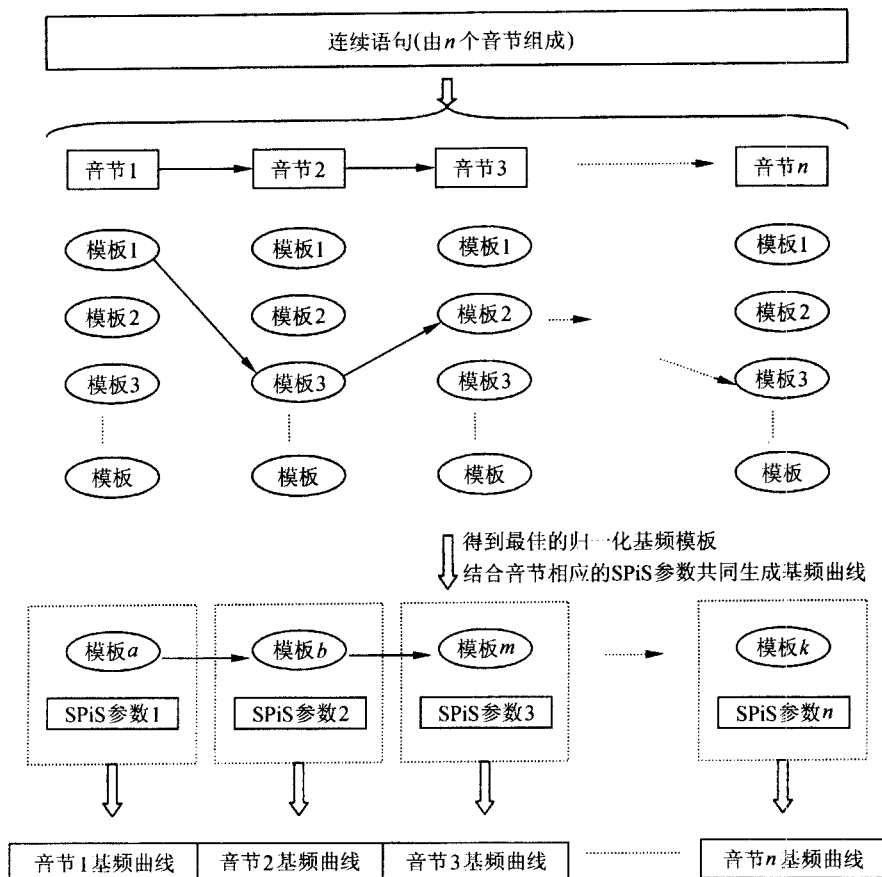 连续语句(由n个音节组成)
音节1 音节2 音节3 音节n
模板1 模板1 模板1 模板1
模板2 模板2 模板2 模板2
模板3 模板3 模板3 模板3
模板 模板 模板 模板
得到最佳的归一化基频模板
结合音节相应的SPiS参数共同生成基频曲线
模板a 模板b 模板m 模板k
SPiS参数1 SPiS参数2 SPiS参数3 SPiS参数n
音节1基频曲线 音节2基频曲线 音节3基频曲线 音节n基频曲线